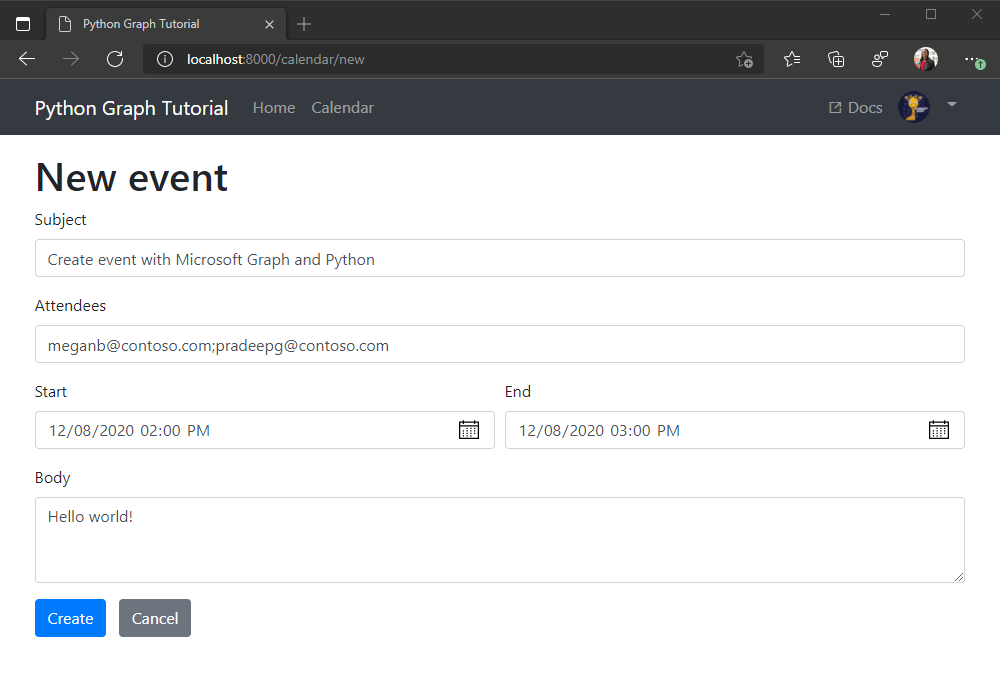 Python Graph Tutorial
localhost:8000/calendar/new
Python Graph Tutorial Home Calendar Docs
New event
Subject
Create event with Microsoft Graph and Python
Attendees
meganb@contoso.com;pradeepg@contoso.com
Start End
12/08/2020 02:00 PM 12/08/2020 03:00 PM
Body
Hello world!
Create Cancel